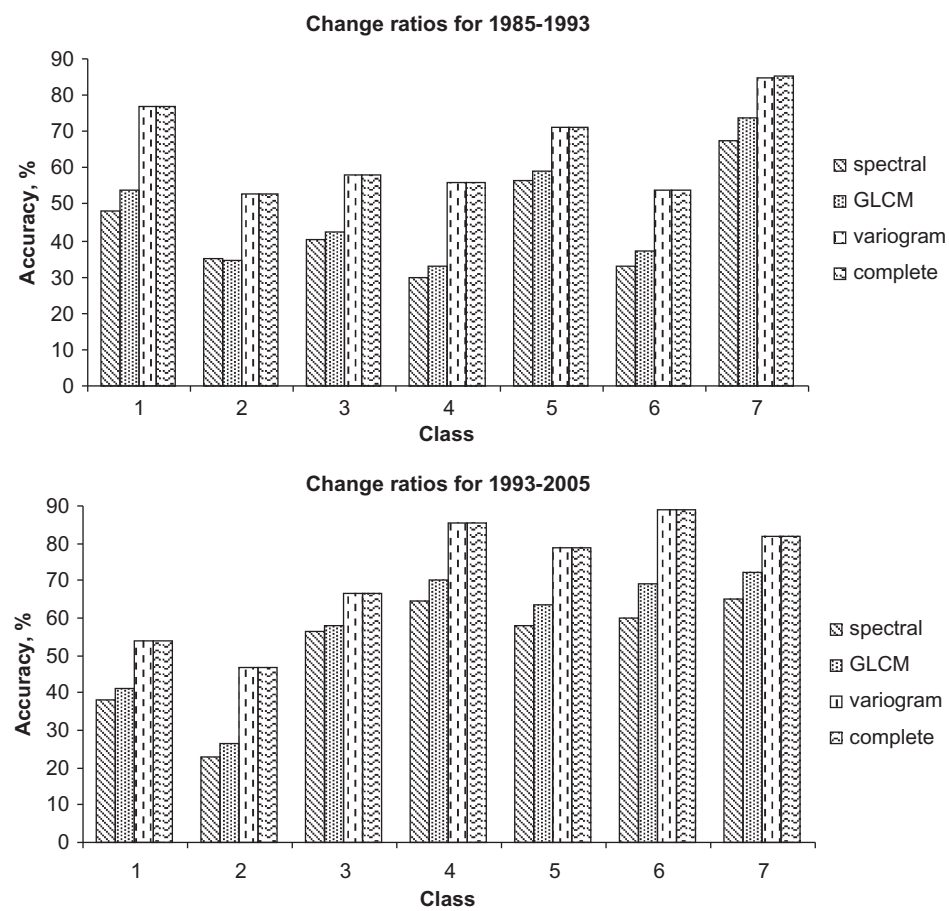 Change ratios for 1985-1993
90
80
70
60
50
40
30
20
10
0
Accuracy, %
1 2 3 4 5 6 7
Class
spectral
GLCM
variogram
complete
Change ratios for 1993-2005
90
80
70
60
50
40
30
20
10
0
Accuracy, %
1 2 3 4 5 6 7
Class
spectral
GLCM
variogram
complete